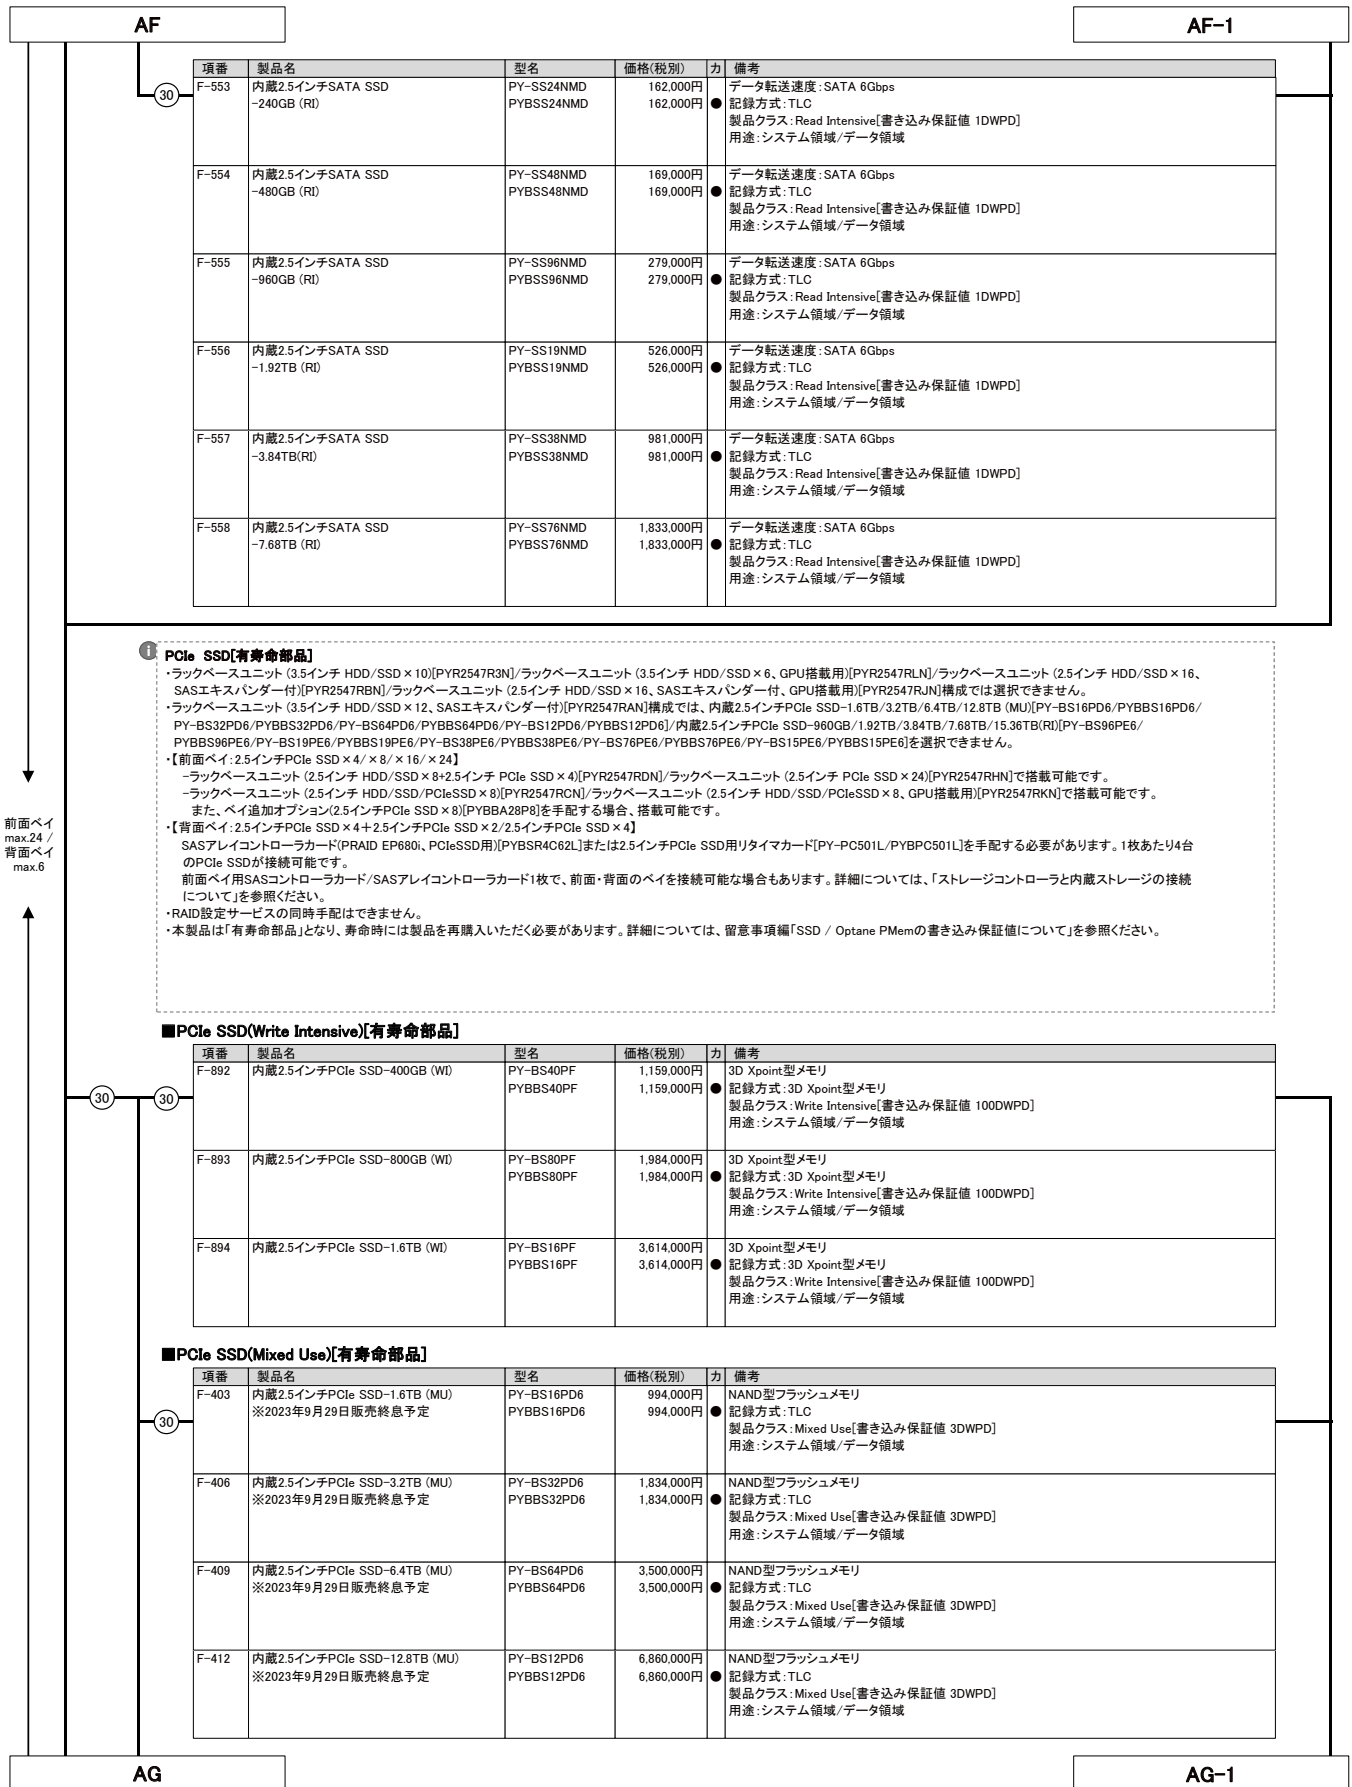 AF
AF-1
項番 製品名 型名 価格(税別) カ 備考
30
F-553 内蔵2.5インチSATA SSD PY-SS24NMD 162,000円 データ転送速度:SATA 6Gbps
-240GB (RI) PYBSS24NMD 162,000円 ● 記録方式:TLC
製品クラス:Read Intensive[書き込み保証値 1DWPD]
用途:システム領域/データ領域
F-554 内蔵2.5インチSATA SSD PY-SS48NMD 169,000円 データ転送速度:SATA 6Gbps
-480GB (RI) PYBSS48NMD 169,000円 ● 記録方式:TLC
製品クラス:Read Intensive[書き込み保証値 1DWPD]
用途:システム領域/データ領域
F-555 内蔵2.5インチSATA SSD PY-SS96NMD 279,000円 データ転送速度:SATA 6Gbps
-960GB (RI) PYBSS96NMD 279,000円 ● 記録方式:TLC
製品クラス:Read Intensive[書き込み保証値 1DWPD]
用途:システム領域/データ領域
F-556 内蔵2.5インチSATA SSD PY-SS19NMD 526,000円 データ転送速度:SATA 6Gbps
-1.92TB (RI) PYBSS19NMD 526,000円 ● 記録方式:TLC
製品クラス:Read Intensive[書き込み保証値 1DWPD]
用途:システム領域/データ領域
F-557 内蔵2.5インチSATA SSD PY-SS38NMD 981,000円 データ転送速度:SATA 6Gbps
-3.84TB(RI) PYBSS38NMD 981,000円 ● 記録方式:TLC
製品クラス:Read Intensive[書き込み保証値 1DWPD]
用途:システム領域/データ領域
F-558 内蔵2.5インチSATA SSD PY-SS76NMD 1,833,000円 データ転送速度:SATA 6Gbps
-7.68TB (RI) PYBSS76NMD 1,833,000円 ● 記録方式:TLC
製品クラス:Read Intensive[書き込み保証値 1DWPD]
用途:システム領域/データ領域
i PCIe SSD[有寿命部品]
・ラックベースユニット (3.5インチ HDD/SSD×10)[PYR2547R3N]/ラックベースユニット (3.5インチ HDD/SSD×6、GPU搭載用)[PYR2547RLN]/ラックベースユニット (2.5インチ HDD/SSD×16、
SASエキスパンダー付)[PYR2547RBN]/ラックベースユニット (2.5インチ HDD/SSD×16、SASエキスパンダー付、GPU搭載用)[PYR2547RJN]構成では選択できません。
・ラックベースユニット (3.5インチ HDD/SSD×12、SASエキスパンダー付)[PYR2547RAN]構成では、内蔵2.5インチPCIe SSD-1.6TB/3.2TB/6.4TB/12.8TB (MU)[PY-BS16PD6/PYBBS16PD6/
PY-BS32PD6/PYBBS32PD6/PY-BS64PD6/PYBBS64PD6/PY-BS12PD6/PYBBS12PD6]/内蔵2.5インチPCIe SSD-960GB/1.92TB/3.84TB/7.68TB/15.36TB(RI)[PY-BS96PE6/
PYBBS96PE6/PY-BS19PE6/PYBBS19PE6/PY-BS38PE6/PYBBS38PE6/PY-BS76PE6/PYBBS76PE6/PY-BS15PE6/PYBBS15PE6]を選択できません。
・【前面ベイ:2.5インチPCIe SSD×4/×8/×16/×24】
-ラックベースユニット (2.5インチ HDD/SSD×8+2.5インチ PCIe SSD×4)[PYR2547RDN]/ラックベースユニット (2.5インチ PCIe SSD×24)[PYR2547RHN]で搭載可能です。
-ラックベースユニット (2.5インチ HDD/SSD/PCIeSSD×8)[PYR2547RCN]/ラックベースユニット (2.5インチ HDD/SSD/PCIeSSD×8、GPU搭載用)[PYR2547RKN]で搭載可能です。
また、ベイ追加オプション(2.5インチPCIe SSD×8)[PYBBA28P8]を手配する場合、搭載可能です。
・【背面ベイ:2.5インチPCIe SSD×4+2.5インチPCIe SSD×2/2.5インチPCIe SSD×4】
SASアレイコントローラカード(PRAID EP680i、PCIeSSD用)[PYBSR4C62L]または2.5インチPCIe SSD用リタイマカード[PY-PC501L/PYBPC501L]を手配する必要があります。1枚あたり4台
のPCIe SSDが接続可能です。
前面ベイ用SASコントローラカード/SASアレイコントローラカード1枚で、前面・背面のベイを接続可能な場合もあります。詳細については、「ストレージコントローラと内蔵ストレージの接続
について」を参照ください。
・RAID設定サービスの同時手配はできません。
・本製品は「有寿命部品」となり、寿命時には製品を再購入いただく必要があります。詳細については、留意事項編「SSD / Optane PMemの書き込み保証値について」を参照ください。
前面ベイ
max.24 /
背面ベイ
max.6
■PCIe SSD(Write Intensive)[有寿命部品]
項番 製品名 型名 価格(税別) カ 備考
30 30
F-892 内蔵2.5インチPCIe SSD-400GB (WI) PY-BS40PF 1,159,000円 3D Xpoint型メモリ
PYBBS40PF 1,159,000円 ● 記録方式:3D Xpoint型メモリ
製品クラス:Write Intensive[書き込み保証値 100DWPD]
用途:システム領域/データ領域
F-893 内蔵2.5インチPCIe SSD-800GB (WI) PY-BS80PF 1,984,000円 3D Xpoint型メモリ
PYBBS80PF 1,984,000円 ● 記録方式:3D Xpoint型メモリ
製品クラス:Write Intensive[書き込み保証値 100DWPD]
用途:システム領域/データ領域
F-894 内蔵2.5インチPCIe SSD-1.6TB (WI) PY-BS16PF 3,614,000円 3D Xpoint型メモリ
PYBBS16PF 3,614,000円 ● 記録方式:3D Xpoint型メモリ
製品クラス:Write Intensive[書き込み保証値 100DWPD]
用途:システム領域/データ領域
■PCIe SSD(Mixed Use)[有寿命部品]
項番 製品名 型名 価格(税別) カ 備考
30
F-403 内蔵2.5インチPCIe SSD-1.6TB (MU) PY-BS16PD6 994,000円 NAND型フラッシュメモリ
※2023年9月29日販売終息予定 PYBBS16PD6 994,000円 ● 記録方式:TLC
製品クラス:Mixed Use[書き込み保証値 3DWPD]
用途:システム領域/データ領域
F-406 内蔵2.5インチPCIe SSD-3.2TB (MU) PY-BS32PD6 1,834,000円 NAND型フラッシュメモリ
※2023年9月29日販売終息予定 PYBBS32PD6 1,834,000円 ● 記録方式:TLC
製品クラス:Mixed Use[書き込み保証値 3DWPD]
用途:システム領域/データ領域
F-409 内蔵2.5インチPCIe SSD-6.4TB (MU) PY-BS64PD6 3,500,000円 NAND型フラッシュメモリ
※2023年9月29日販売終息予定 PYBBS64PD6 3,500,000円 ● 記録方式:TLC
製品クラス:Mixed Use[書き込み保証値 3DWPD]
用途:システム領域/データ領域
F-412 内蔵2.5インチPCIe SSD-12.8TB (MU) PY-BS12PD6 6,860,000円 NAND型フラッシュメモリ
※2023年9月29日販売終息予定 PYBBS12PD6 6,860,000円 ● 記録方式:TLC
製品クラス:Mixed Use[書き込み保証値 3DWPD]
用途:システム領域/データ領域
AG
AG-1